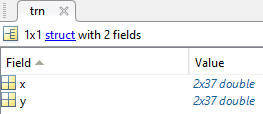 trn
1x1 struct with 2 fields
Field Value
x 2x37 double
y 2x37 double